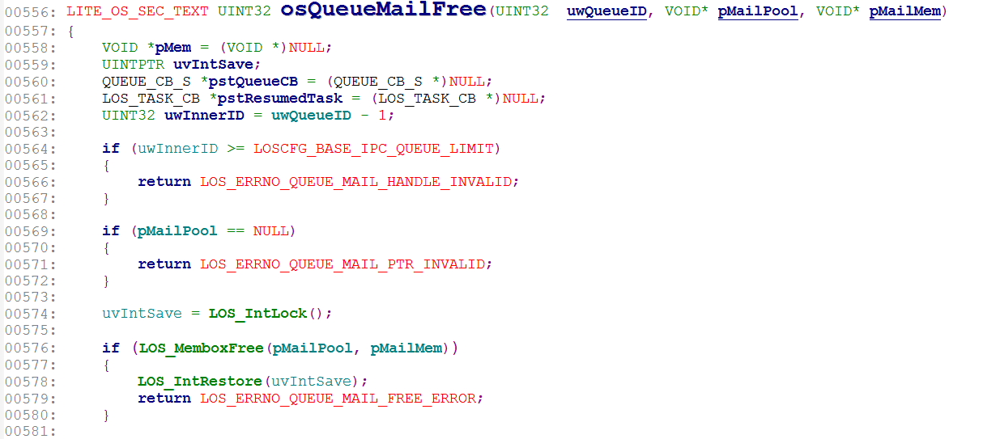 00556: LITE_OS_SEC_TEXT UINT32 osQueueMailFree(UINT32  uwQueueID, VOID* pMailPool, VOID* pMailMem)
00557: {
00558:     VOID *pMem = (VOID *)NULL;
00559:     UINTPTR uvIntSave;
00560:     QUEUE_CB_S *pstQueueCB = (QUEUE_CB_S *)NULL;
00561:     LOS_TASK_CB *pstResumedTask = (LOS_TASK_CB *)NULL;
00562:     UINT32 uwInnerID = uwQueueID - 1;
00563:
00564:     if (uwInnerID >= LOSCFG_BASE_IPC_QUEUE_LIMIT)
00565:     {
00566:         return LOS_ERRNO_QUEUE_MAIL_HANDLE_INVALID;
00567:     }
00568:
00569:     if (pMailPool == NULL)
00570:     {
00571:         return LOS_ERRNO_QUEUE_MAIL_PTR_INVALID;
00572:     }
00573:
00574:     uvIntSave = LOS_IntLock();
00575:
00576:     if (LOS_MemboxFree(pMailPool, pMailMem))
00577:     {
00578:         LOS_IntRestore(uvIntSave);
00579:         return LOS_ERRNO_QUEUE_MAIL_FREE_ERROR;
00580:     }
00581: